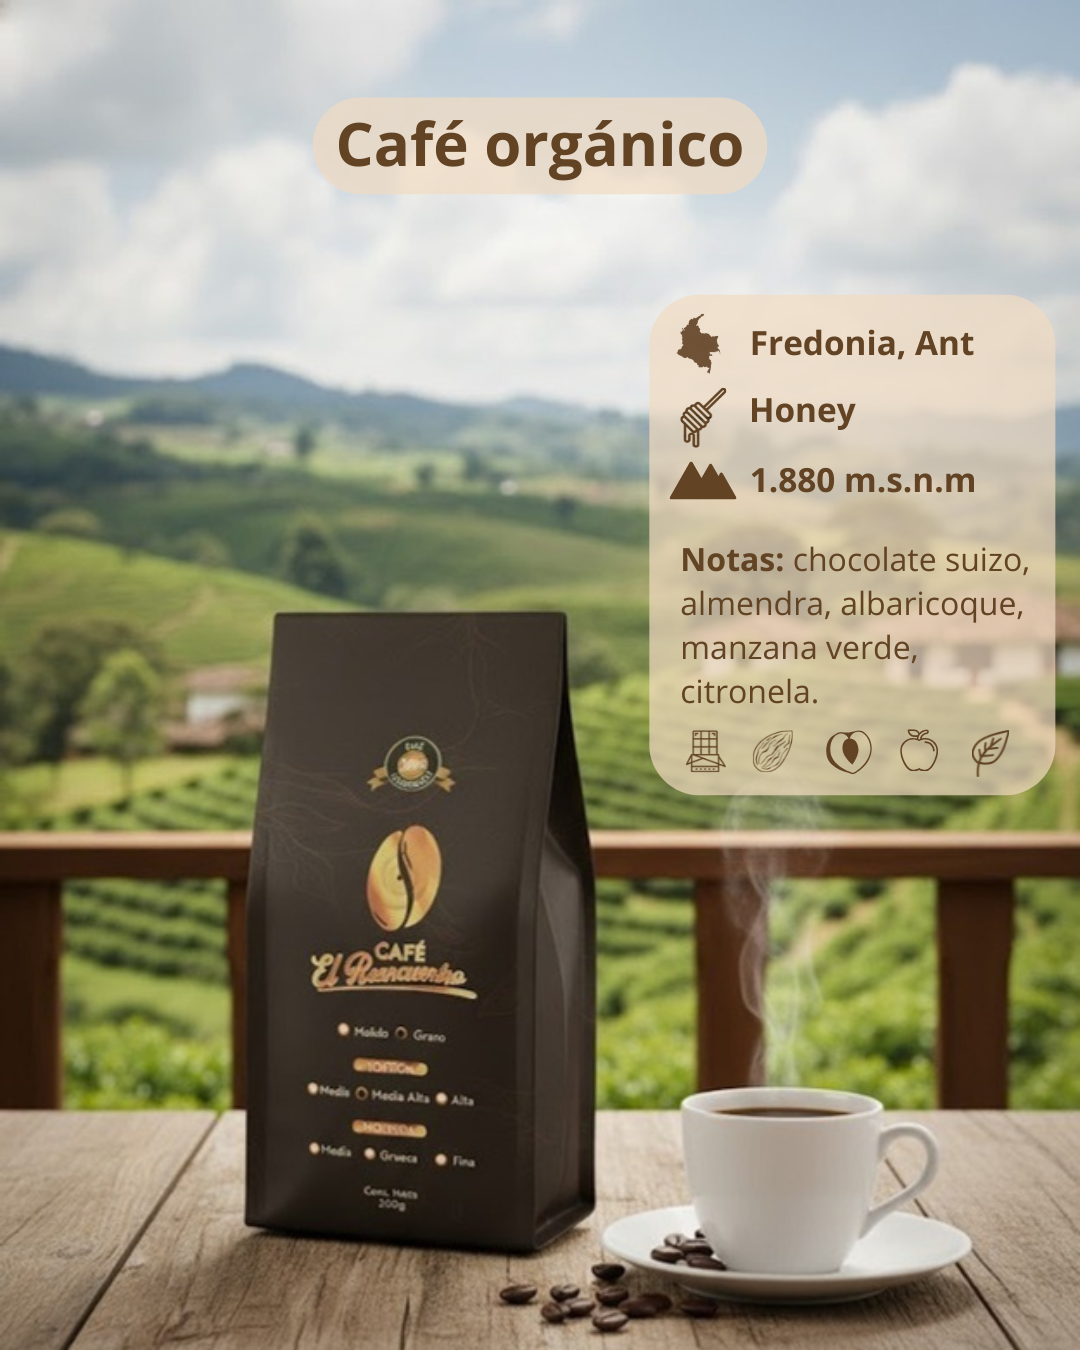 Café orgánico
Fredonia, Ant
Honey
1.880 m.s.n.m
Notas: chocolate suizo,
almendra, albaricoque,
manzana verde,
citronela.
CAFÉ
El
Molido Grano
Media Media Alta Alta
Media Fina
200g